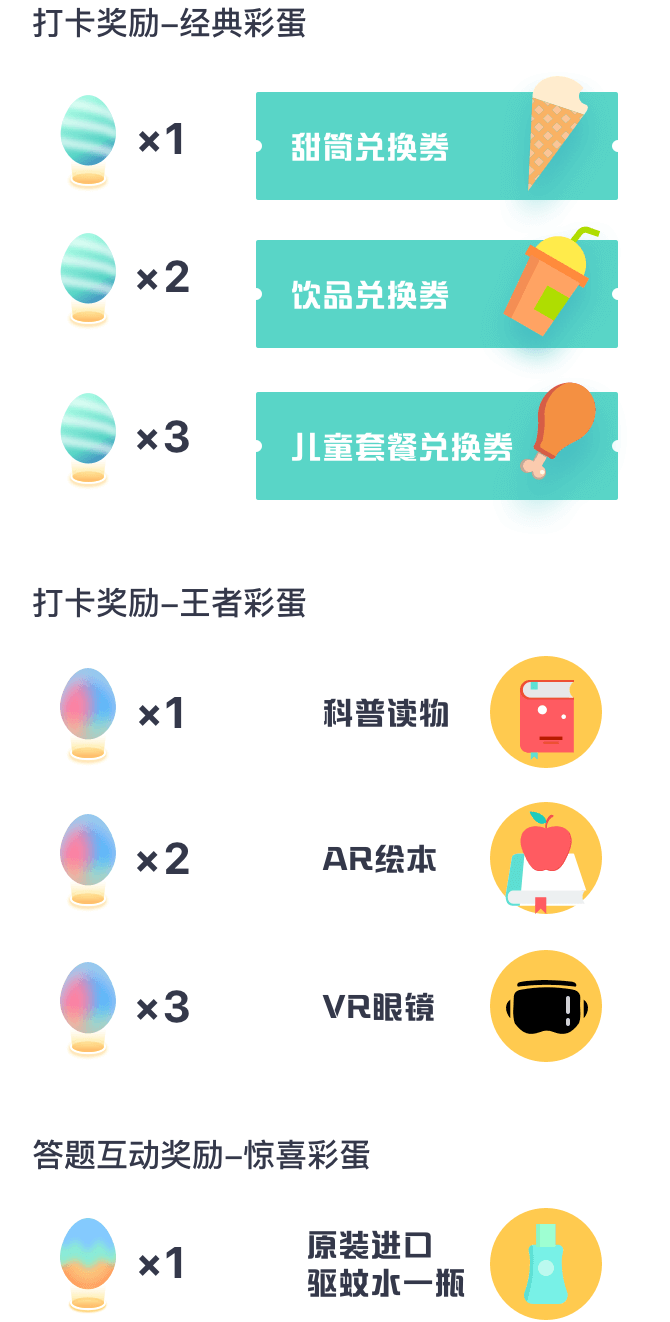 打卡奖励–经典彩蛋
×1
甜筒兑换券
×2
饮品兑换券
×3
儿童套餐兑换券
打卡奖励–王者彩蛋
×1
科普读物
×2
AR绘本
×3
VR眼镜
答题互动奖励–惊喜彩蛋
×1
原装进口
驱蚊水一瓶